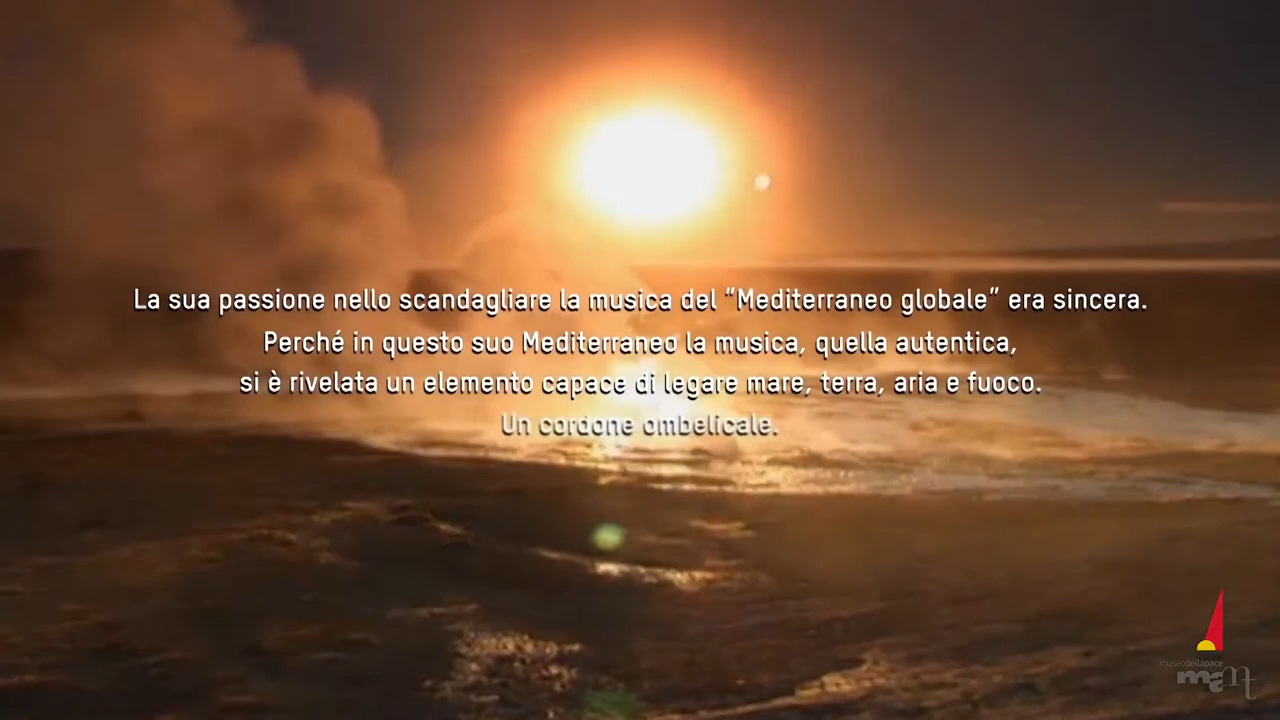 La sua passione nello scandagliare la musica del “Mediterraneo globale” era sincera.
Perché in questo suo Mediterraneo la musica, quella autentica,
si è rivelata un elemento capace di legare mare, terra, aria e fuoco.
Un cordone ombelicale.
museodellapace
mamt